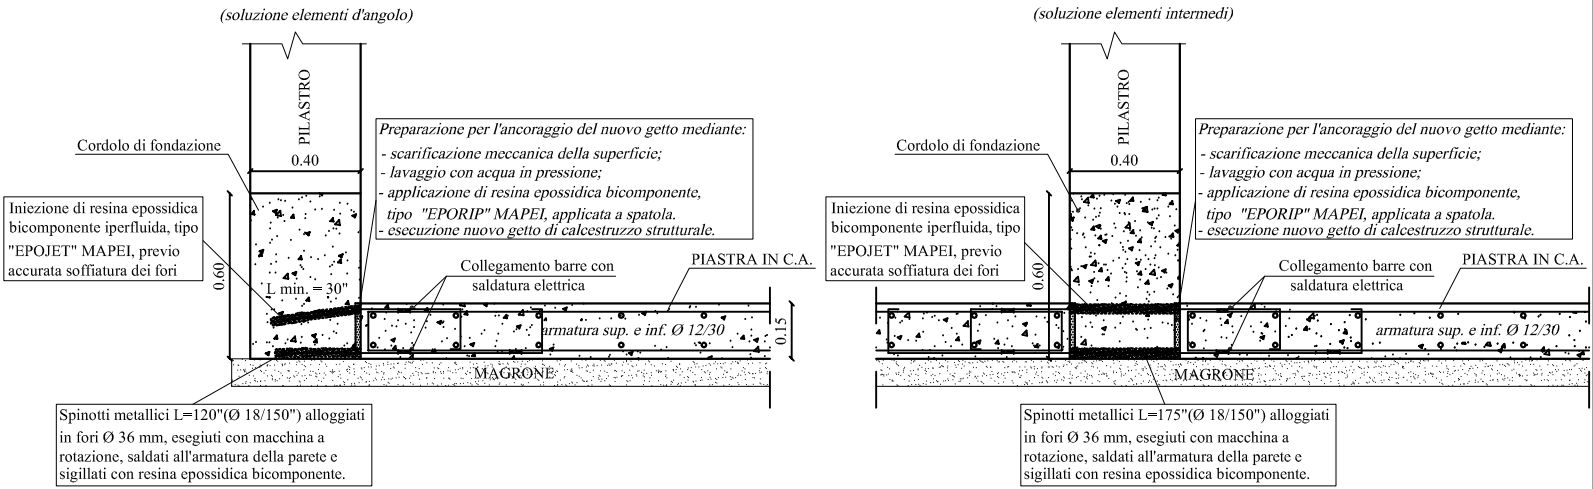 (soluzione elementi d'angolo)
PILASTRO
Cordolo di fondazione
0.40
Preparazione per l'ancoraggio del nuovo getto mediante:
- scarificazione meccanica della superficie;
- lavaggio con acqua in pressione;
- applicazione di resina epossidica bicomponente,
tipo "EPORIP" MAPEI, applicata a spatola.
- esecuzione nuovo getto di calcestruzzo strutturale.
Iniezione di resina epossidica
bicomponente iperfluida, tipo
"EPOJET" MAPEI, previo
accurata soffiatura dei fori
0.60
L min. = 30"
Collegamento barre con
saldatura elettrica
PIASTRA IN C.A.
armatura sup. e inf. Ø 12/30
0.15
MAGRONE
Spinotti metallici L=120"(Ø 18/150") alloggiati
in fori Ø 36 mm, esegiuti con macchina a
rotazione, saldati all'armatura della parete e
sigillati con resina epossidica bicomponente.
(soluzione elementi intermedi)
PILASTRO
Cordolo di fondazione
0.40
Preparazione per l'ancoraggio del nuovo getto mediante:
- scarificazione meccanica della superficie;
- lavaggio con acqua in pressione;
- applicazione di resina epossidica bicomponente,
tipo "EPORIP" MAPEI, applicata a spatola.
- esecuzione nuovo getto di calcestruzzo strutturale.
Iniezione di resina epossidica
bicomponente iperfluida, tipo
"EPOJET" MAPEI, previo
accurata soffiatura dei fori
0.60
Collegamento barre con
saldatura elettrica
PIASTRA IN C.A.
armatura sup. e inf. Ø 12/30
MAGRONE
Spinotti metallici L=175"(Ø 18/150") alloggiati
in fori Ø 36 mm, esegiuti con macchina a
rotazione, saldati all'armatura della parete e
sigillati con resina epossidica bicomponente.